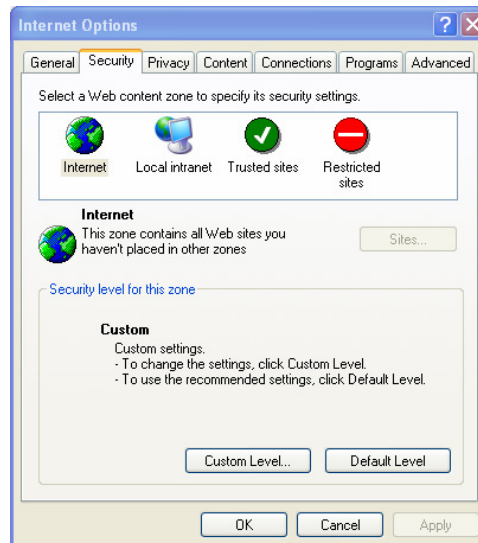 Internet Options
General Security Privacy Content Connections Programs Advanced
Select a Web content zone to specify its security settings.
Internet Local intranet Trusted sites Restricted
sites
Internet
This zone contains all Web sites you
haven't placed in other zones
Sites...
Security level for this zone
Custom
Custom settings.
- To change the settings, click Custom Level.
- To use the recommended settings, click Default Level.
Custom Level... Default Level
OK Cancel Apply